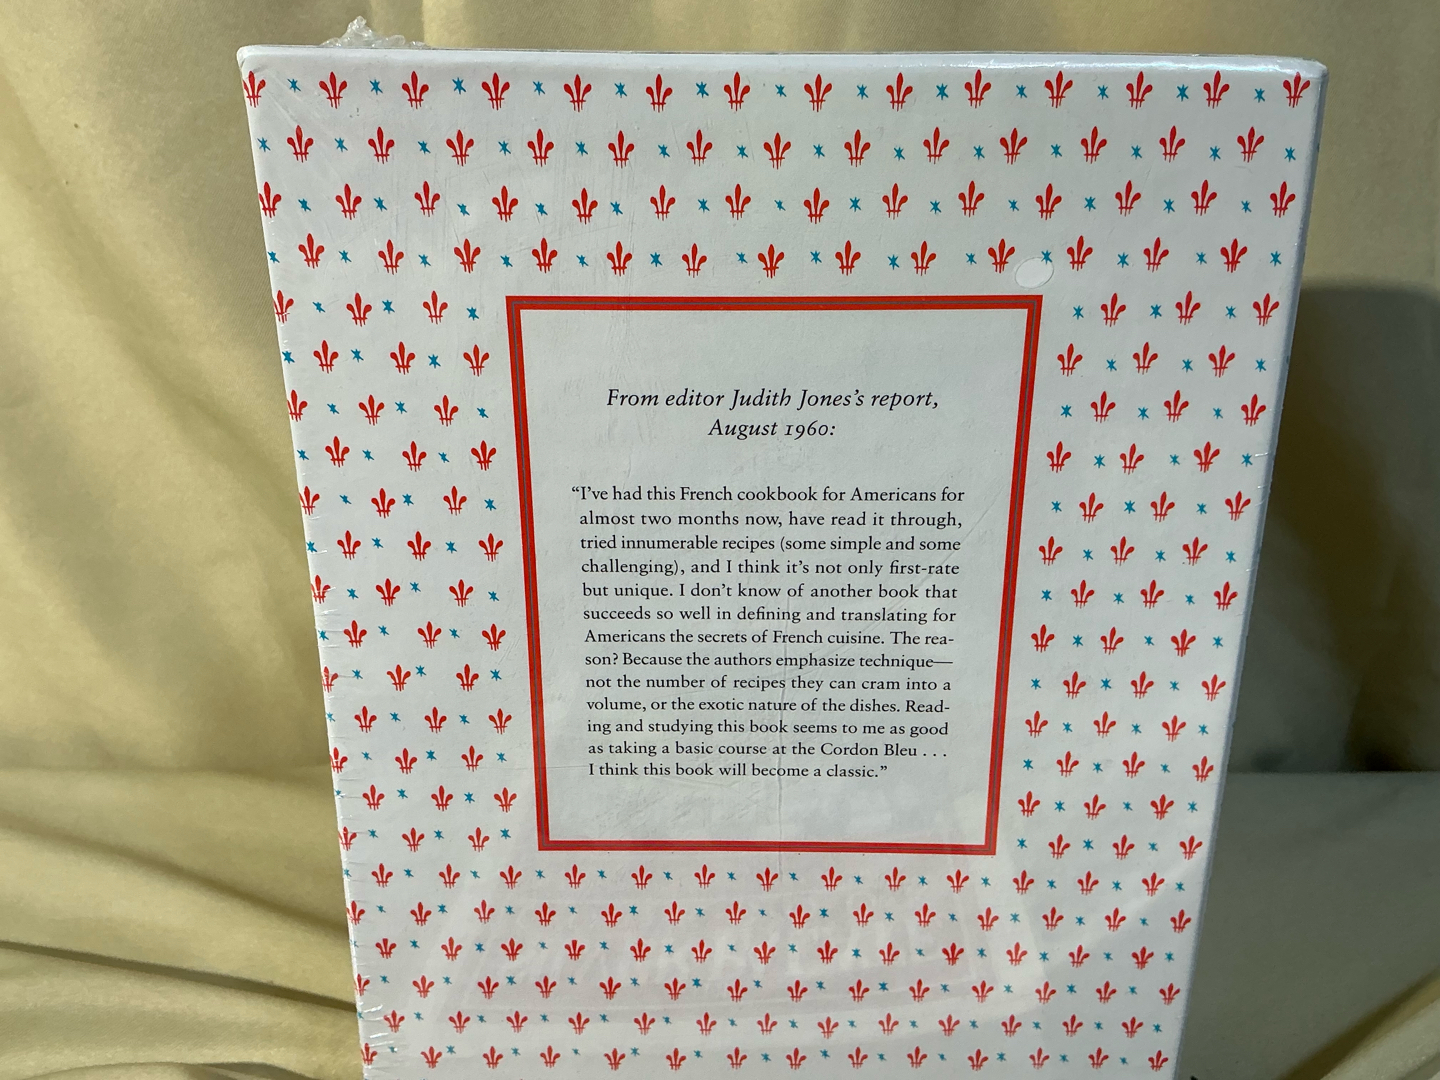 From editor Judith Jones's report,
August 1960:
“I've had this French cookbook for Americans for
almost two months now, have read it through,
tried innumerable recipes (some simple and some
challenging), and I think it's not only first-rate
but unique. I don't know of another book that
succeeds so well in defining and translating for
Americans the secrets of French cuisine. The rea-
son? Because the authors emphasize technique—
not the number of recipes they can cram into a
volume, or the exotic nature of the dishes. Read-
ing and studying this book seems to me as good
as taking a basic course at the Cordon Bleu . . .
I think this book will become a classic.”